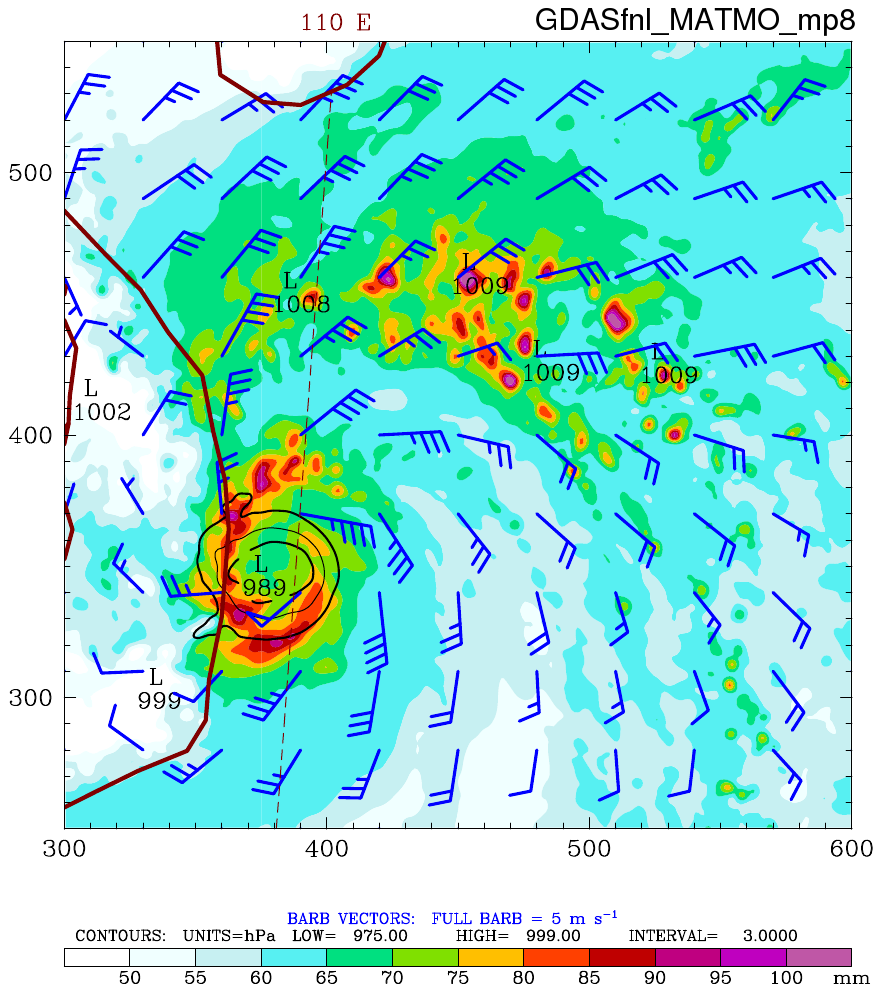 110 E GDASfnl_MATMO_mp8
500
L
1008
L
1009
L
1009
L
1009
L
1002
400
L
989
L
999
300
300 400 500 600
BARB VECTORS: FULL BARB = 5 m s⁻¹
CONTOURS: UNITS=hPa LOW= 975.00 HIGH= 999.00 INTERVAL= 3.0000
50 55 60 65 70 75 80 85 90 95 100 mm